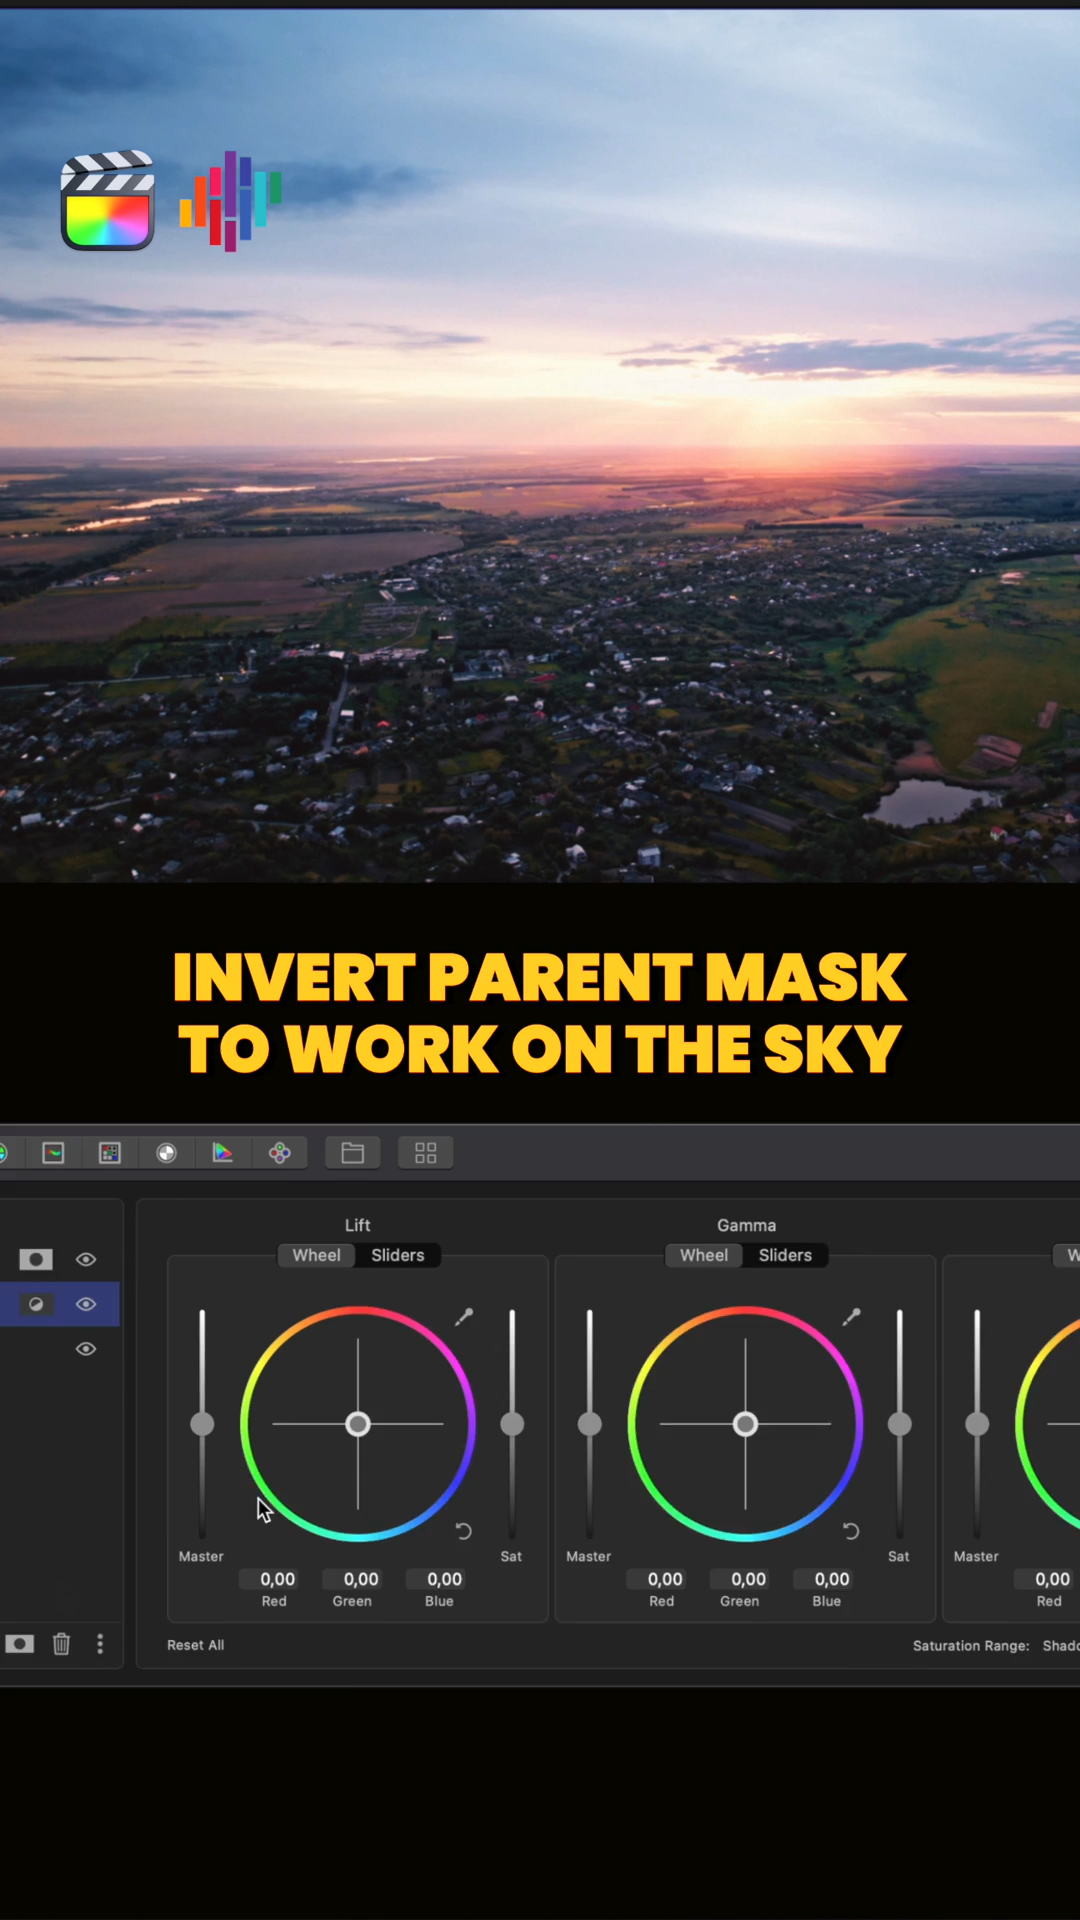 INVERT PARENT MASK
TO WORK ON THE SKY
Lift
Wheel Sliders
Master
Sat
0,00 0,00 0,00
Red Green Blue
Gamma
Wheel Sliders
Master
Sat
0,00 0,00 0,00
Red Green Blue
W
Master
0,00
Red
Reset All
Saturation Range: Shado